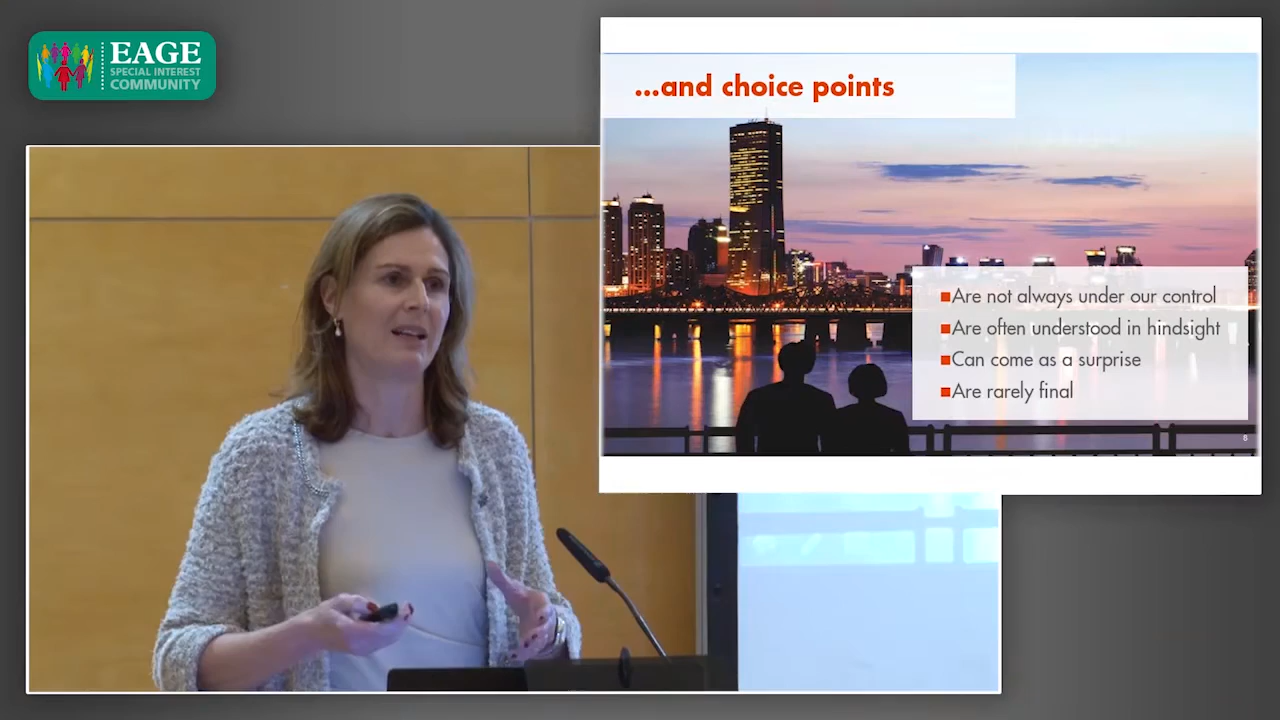 EAGE
SPECIAL INTEREST
COMMUNITY
...and choice points
Are not always under our control
Are often understood in hindsight
Can come as a surprise
Are rarely final
8